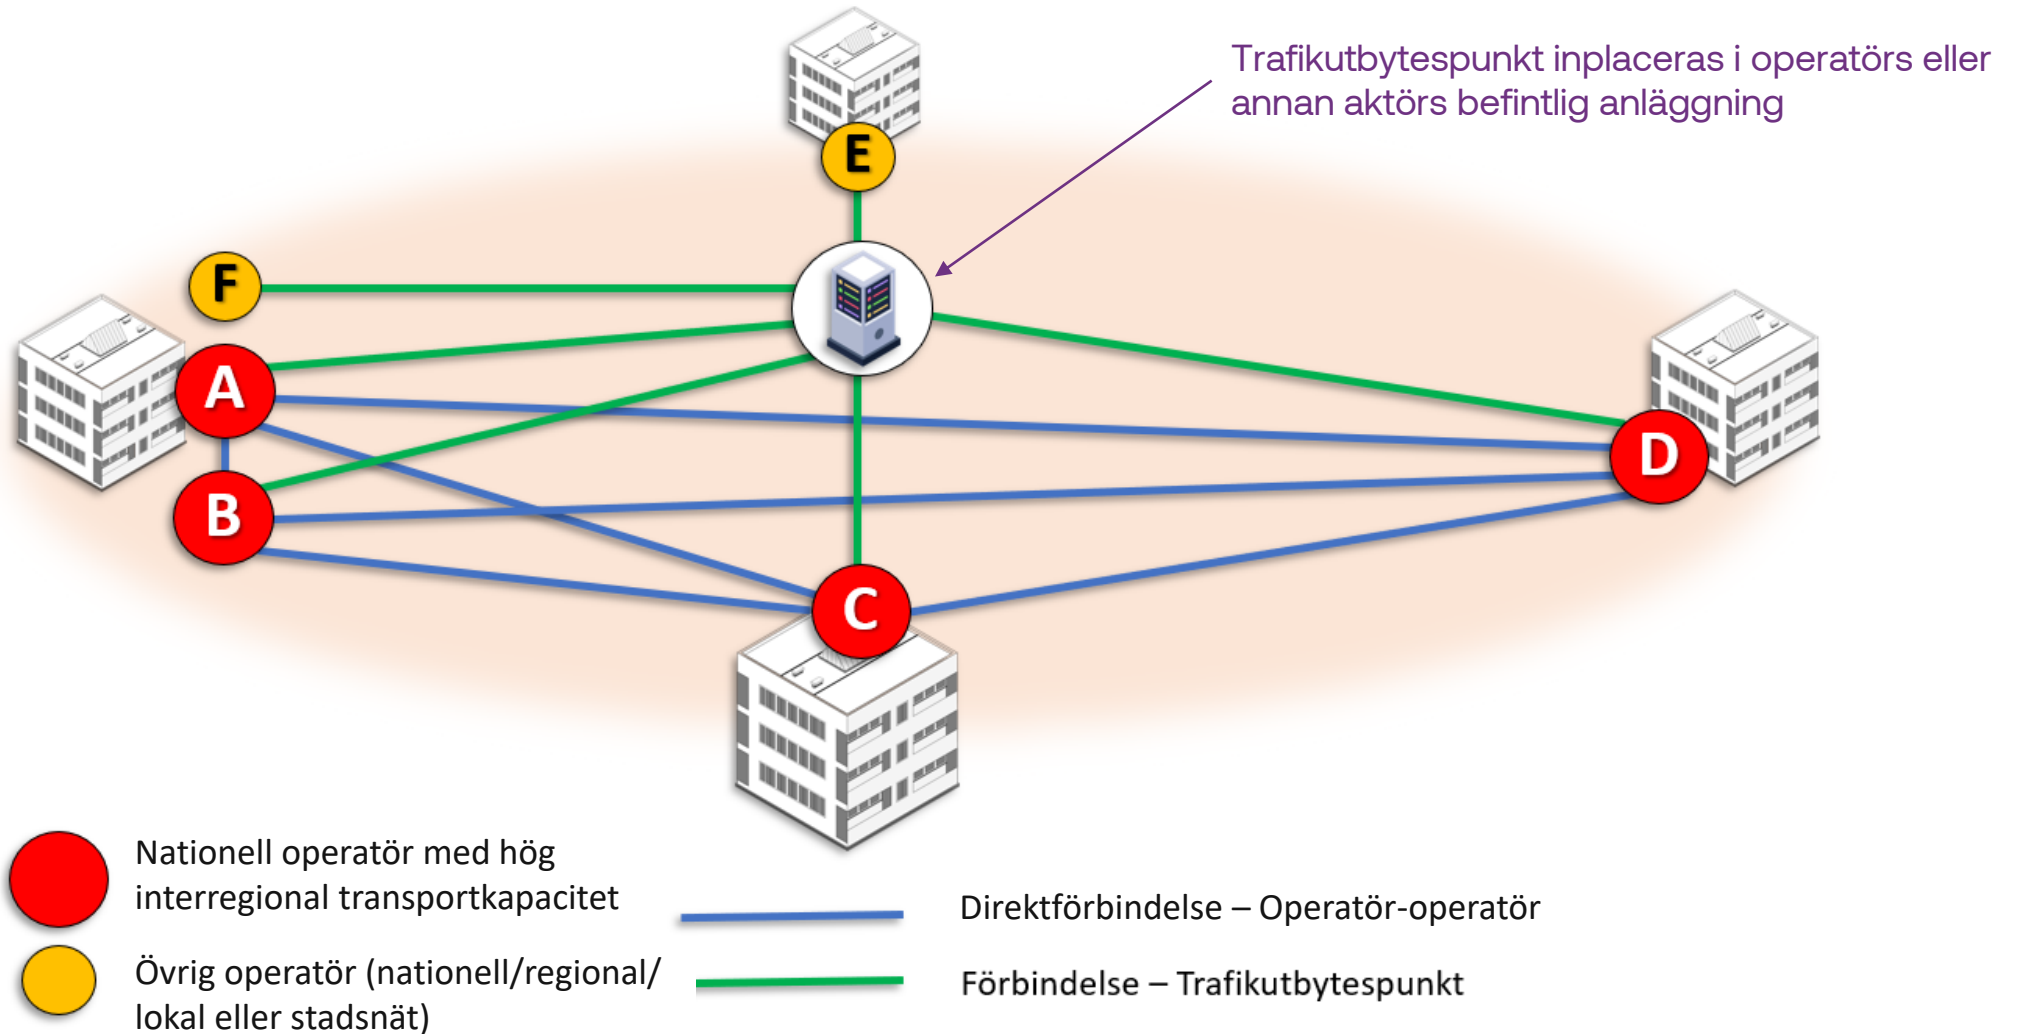 Trafikutbytespunkt inplaceras i operatörs eller
annan aktörs befintlig anläggning
E
F
A
D
B
C
Nationell operatör med hög
interregional transportkapacitet
Direktförbindelse – Operatör-operatör
Övrig operatör (nationell/regional/
lokal eller stadsnät)
Förbindelse – Trafikutbytespunkt